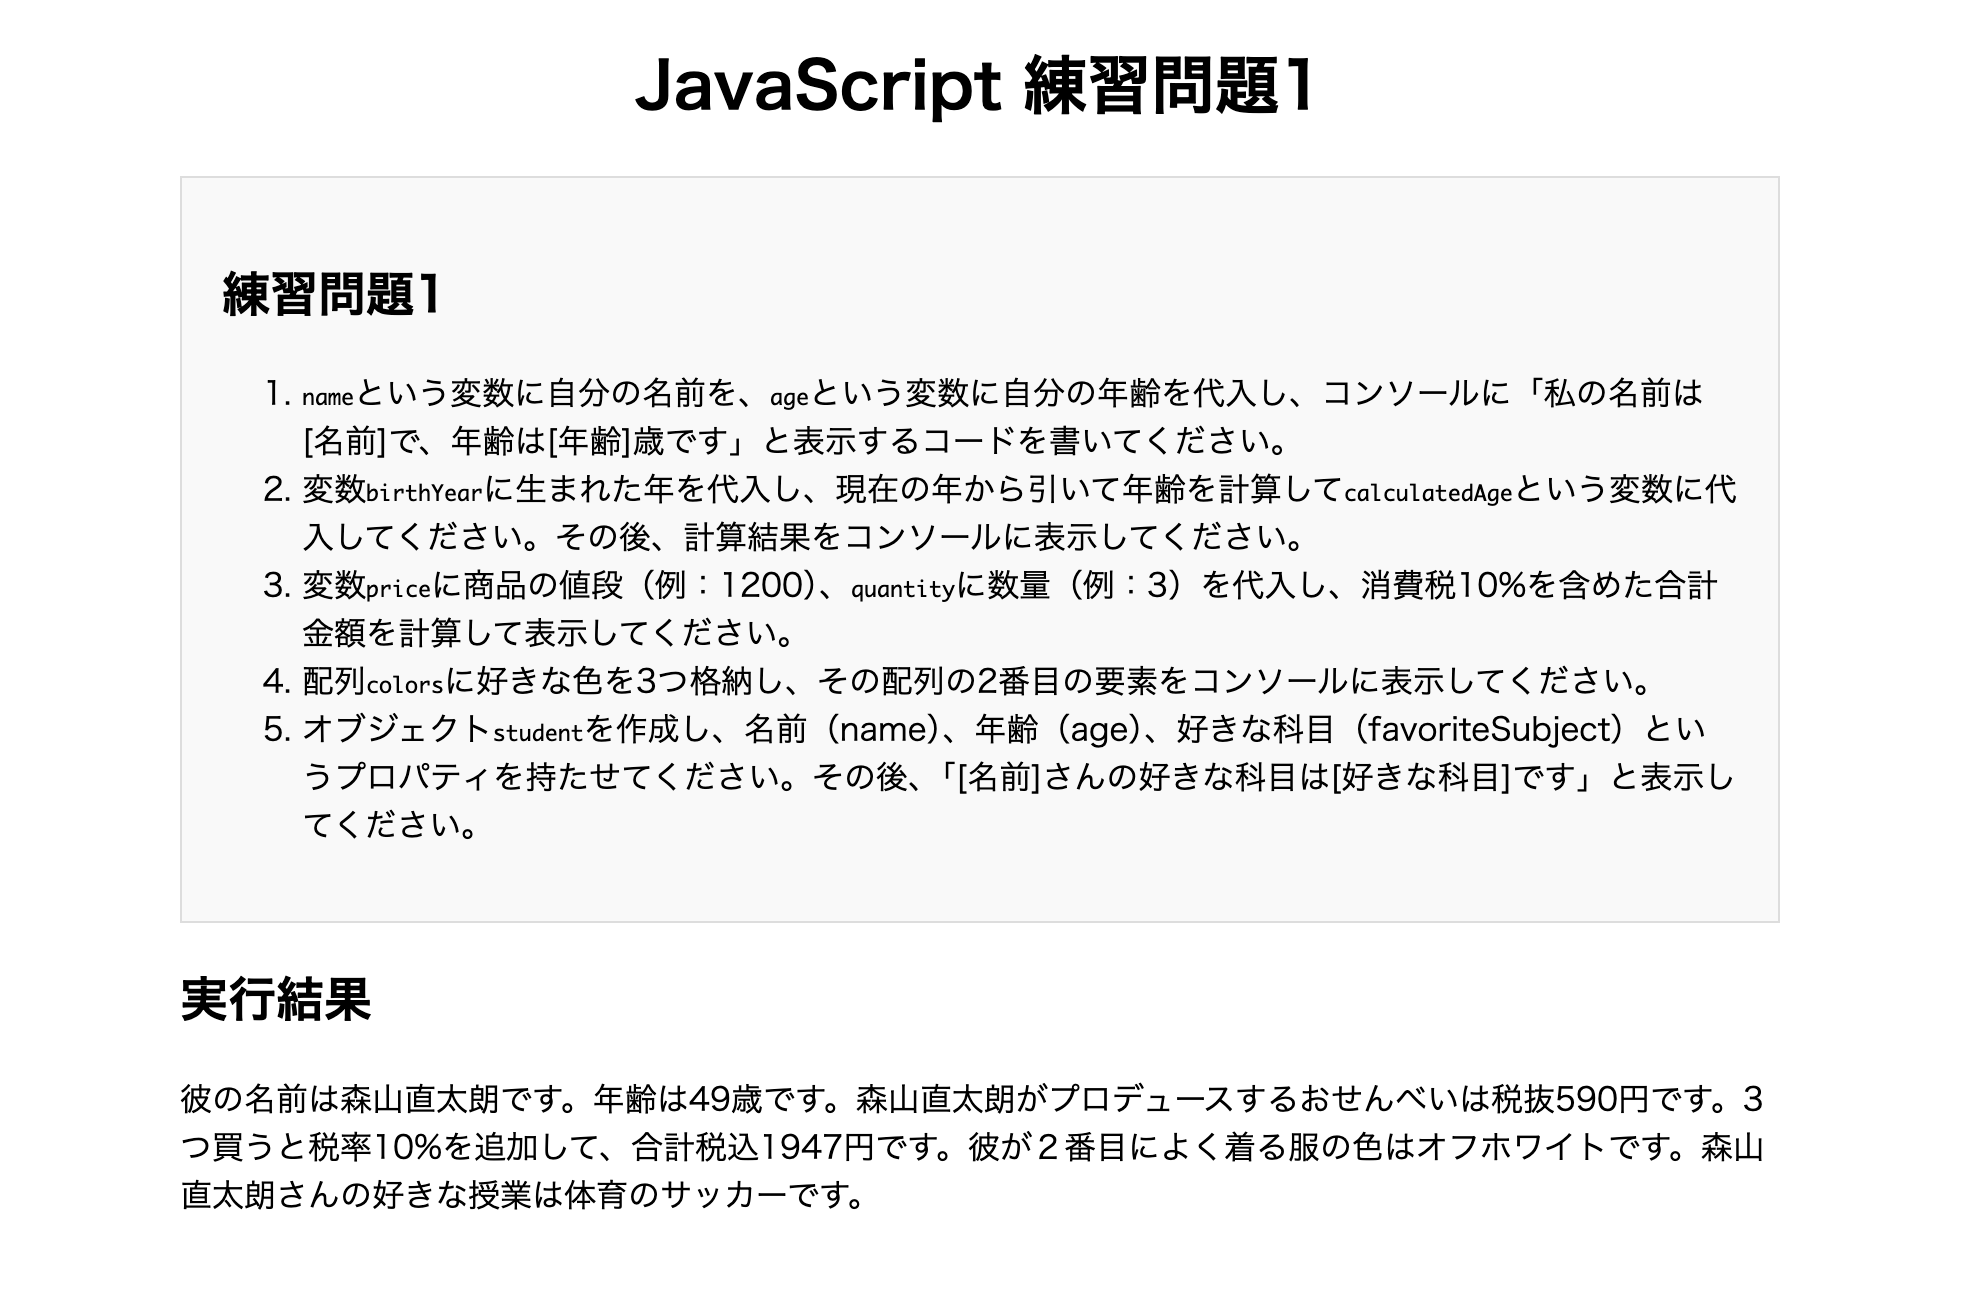 JavaScript 練習問題1
練習問題1
1. nameという変数に自分の名前を、ageという変数に自分の年齢を代入し、コンソールに「私の名前は
[名前]で、年齢は[年齢]歳です」と表示するコードを書いてください。
2. 変数birthYearに生まれた年を代入し、現在の年から引いて年齢を計算してcalculatedAgeという変数に代
入してください。その後、計算結果をコンソールに表示してください。
3. 変数priceに商品の値段（例：1200）、quantityに数量（例：3）を代入し、消費税10%を含めた合計
金額を計算して表示してください。
4. 配列colorsに好きな色を3つ格納し、その配列の2番目の要素をコンソールに表示してください。
5. オブジェクトstudentを作成し、名前（name）、年齢（age）、好きな科目（favoriteSubject）とい
うプロパティを持たせてください。その後、「[名前]さんの好きな科目は[好きな科目]です」と表示し
てください。
実行結果
彼の名前は森山直太朗です。年齢は49歳です。森山直太朗がプロデュースするおせんべいは税抜590円です。3
つ買うと税率10%を追加して、合計税込1947円です。彼が２番目によく着る服の色はオフホワイトです。森山
直太朗さんの好きな授業は体育のサッカーです。